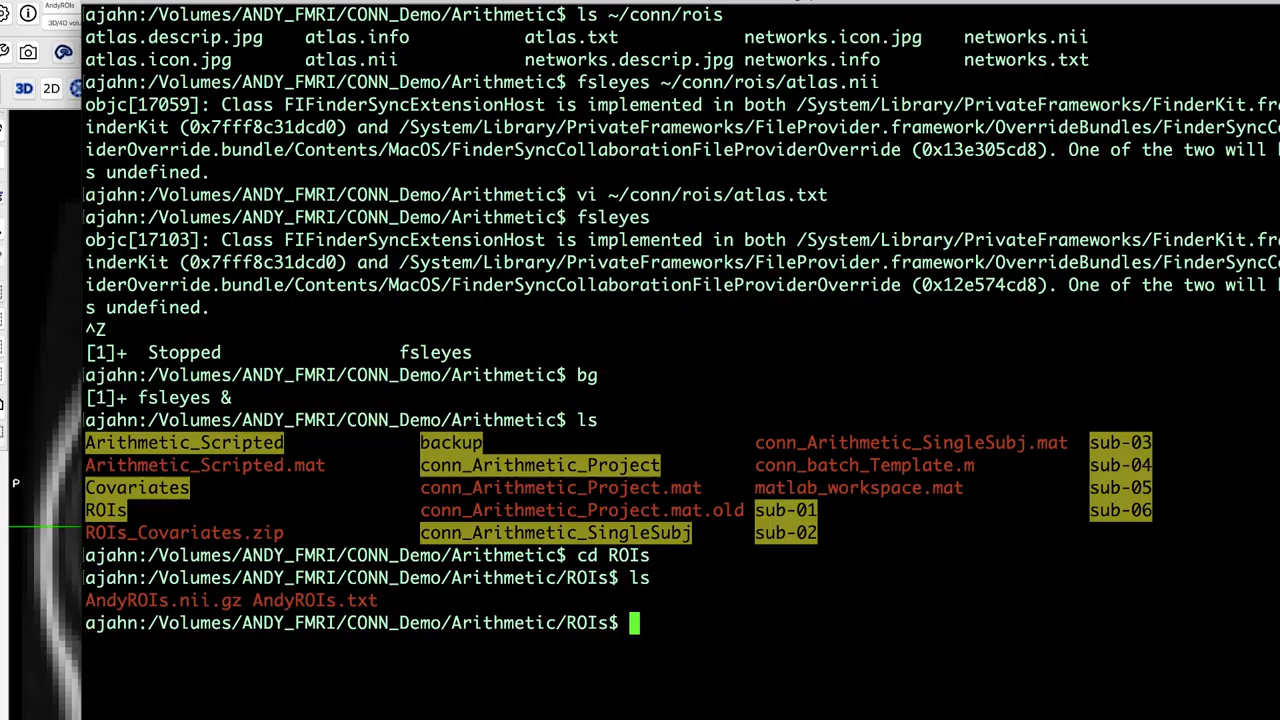 AndyROIs
3D/4D volu
3D 2D
P
ajahn:/Volumes/ANDY_FMRI/CONN_Demo/Arithmetic$ ls ~/conn/rois
atlas.descrip.jpg atlas.info atlas.txt networks.icon.jpg networks.nii
atlas.icon.jpg atlas.nii networks.descrip.jpg networks.info networks.txt
ajahn:/Volumes/ANDY_FMRI/CONN_Demo/Arithmetic$ fsleyes ~/conn/rois/atlas.nii
objc[17059]: Class FIFinderSyncExtensionHost is implemented in both /System/Library/PrivateFrameworks/FinderKit.fr
inderKit (0x7fff8c31dcd0) and /System/Library/PrivateFrameworks/FileProvider.framework/OverrideBundles/FinderSync
iderOverride.bundle/Contents/MacOS/FinderSyncCollaborationFileProviderOverride (0x13e305cd8). One of the two will
s undefined.
ajahn:/Volumes/ANDY_FMRI/CONN_Demo/Arithmetic$ vi ~/conn/rois/atlas.txt
ajahn:/Volumes/ANDY_FMRI/CONN_Demo/Arithmetic$ fsleyes
objc[17103]: Class FIFinderSyncExtensionHost is implemented in both /System/Library/PrivateFrameworks/FinderKit.fr
inderKit (0x7fff8c31dcd0) and /System/Library/PrivateFrameworks/FileProvider.framework/OverrideBundles/FinderSync
iderOverride.bundle/Contents/MacOS/FinderSyncCollaborationFileProviderOverride (0x12e574cd8). One of the two will
s undefined.
^Z
[1]+ Stopped fsleyes
ajahn:/Volumes/ANDY_FMRI/CONN_Demo/Arithmetic$ bg
[1]+ fsleyes &
ajahn:/Volumes/ANDY_FMRI/CONN_Demo/Arithmetic$ ls
Arithmetic_Scripted backup conn_Arithmetic_SingleSubj.mat sub-03
Arithmetic_Scripted.mat conn_Arithmetic_Project conn_batch_Template.m sub-04
Covariates conn_Arithmetic_Project.mat matlab_workspace.mat sub-05
ROIs conn_Arithmetic_Project.mat.old sub-01 sub-06
ROIs_Covariates.zip conn_Arithmetic_SingleSubj sub-02
ajahn:/Volumes/ANDY_FMRI/CONN_Demo/Arithmetic$ cd ROIs
ajahn:/Volumes/ANDY_FMRI/CONN_Demo/Arithmetic/ROIs$ ls
AndyROIs.nii.gz AndyROIs.txt
ajahn:/Volumes/ANDY_FMRI/CONN_Demo/Arithmetic/ROIs$